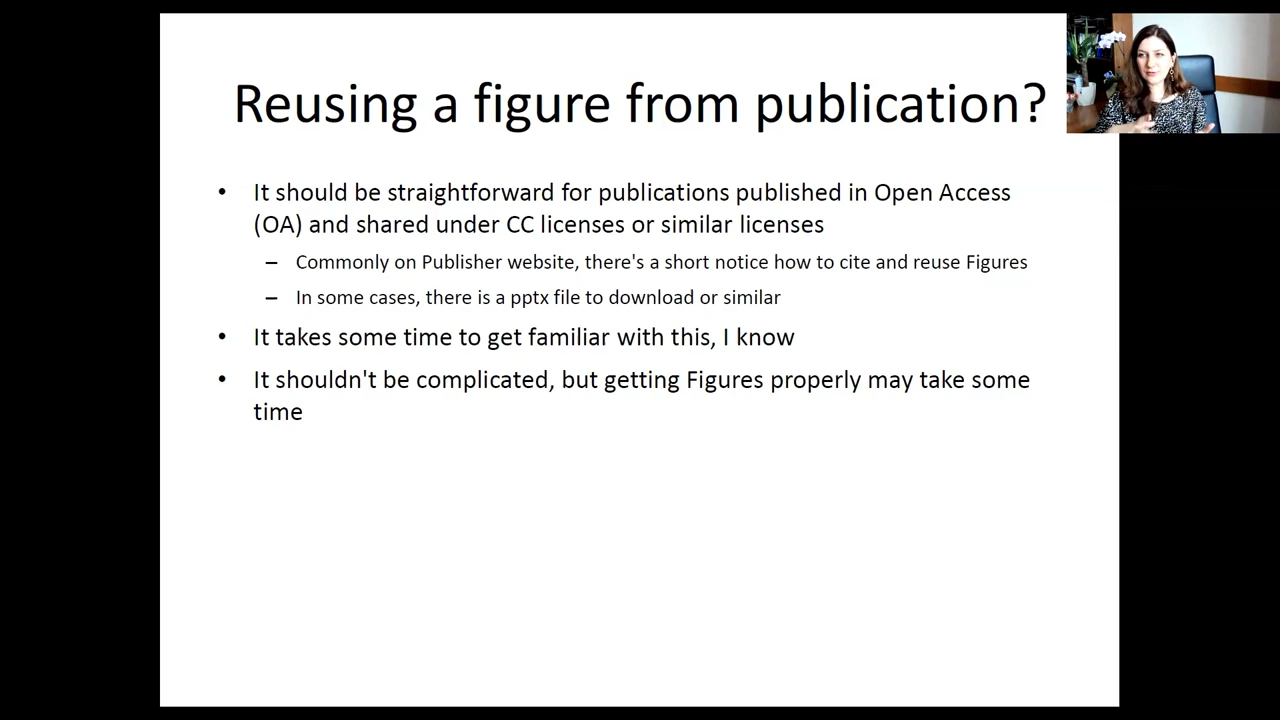 Reusing a figure from publication?
• It should be straightforward for publications published in Open Access
(OA) and shared under CC licenses or similar licenses
– Commonly on Publisher website, there's a short notice how to cite and reuse Figures
– In some cases, there is a pptx file to download or similar
• It takes some time to get familiar with this, I know
• It shouldn't be complicated, but getting Figures properly may take some
time